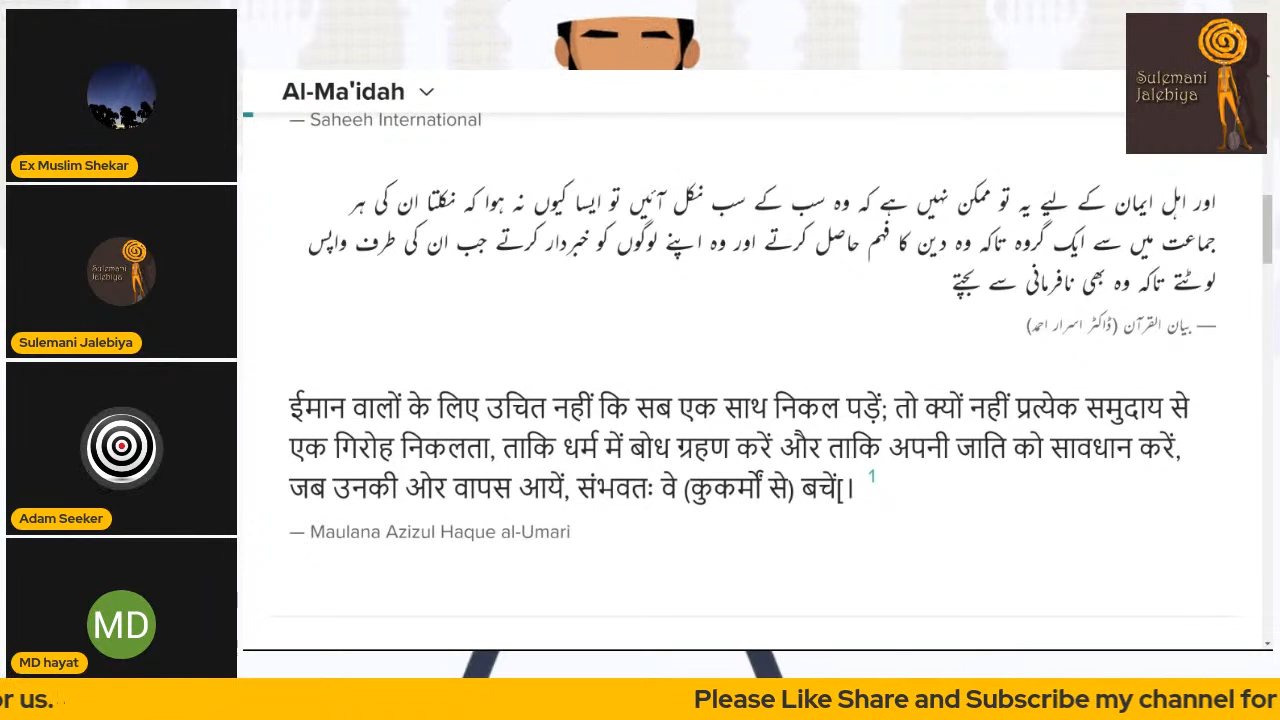 Ex Muslim Shekar
Sulemani Jalebiya
Sulemani
Jalebiya
Sulemani Jalebiya
Adam Seeker
MD
MD hayat
Al-Ma'idah
— Saheeh International
اور اہل ایمان کے لیے یہ تو ممکن نہیں ہے کہ وہ سب کے سب نکل آئیں تو ایسا کیوں نہ ہوا کہ نکلتا ان کی ہر
جماعت میں سے ایک گروہ تاکہ وہ دین کا فہم حاصل کرتے اور وہ اپنے لوگوں کو خبردار کرتے جب ان کی طرف واپس
لوٹتے تاکہ وہ بھی نافرمانی سے بچتے
— بیان القرآن (ڈاکٹر اسرار احمد)
ईमान वालों के लिए उचित नहीं कि सब एक साथ निकल पड़ें; तो क्यों नहीं प्रत्येक समुदाय से
एक गिरोह निकलता, ताकि धर्म में बोध ग्रहण करें और ताकि अपनी जाति को सावधान करें,
जब उनकी ओर वापस आयें, संभवतः वे (कुकर्मों से) बचें[। 1
— Maulana Azizul Haque al-Umari
Sulemani
Jalebiya
or us. Please Like Share and Subscribe my channel for